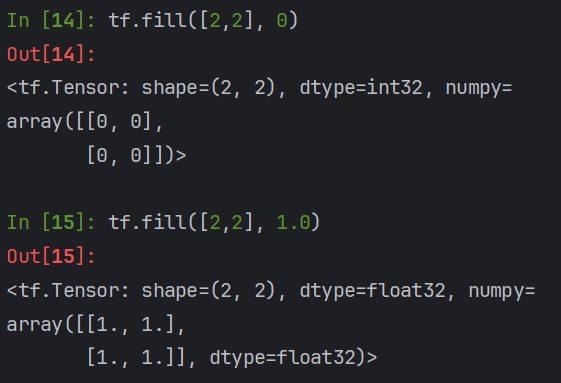 In [14]: tf.fill([2,2], 0)
Out[14]:
<tf.Tensor: shape=(2, 2), dtype=int32, numpy=
array([[0, 0],
       [0, 0]])>
In [15]: tf.fill([2,2], 1.0)
Out[15]:
<tf.Tensor: shape=(2, 2), dtype=float32, numpy=
array([[1., 1.],
       [1., 1.]], dtype=float32)>